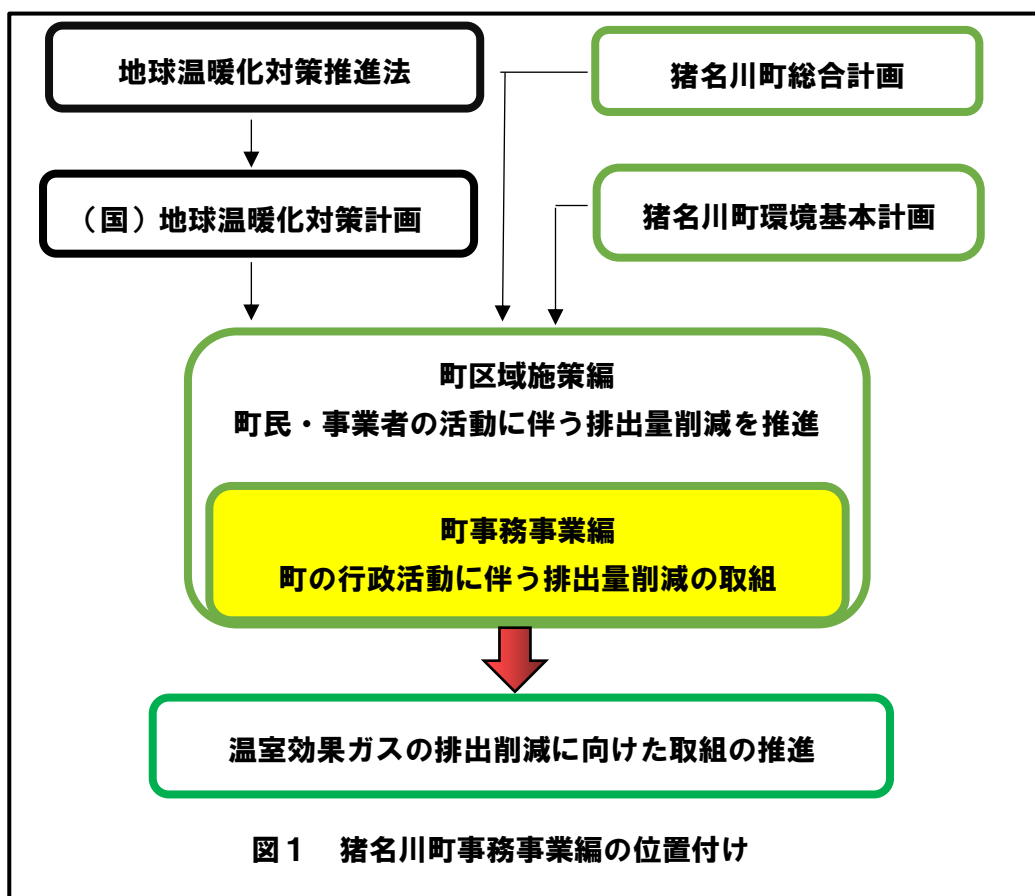 地球温暖化対策推進法
猪名川町総合計画
（国）地球温暖化対策計画
猪名川町環境基本計画
町区域施策編
町民・事業者の活動に伴う排出量削減を推進
町事務事業編
町の行政活動に伴う排出量削減の取組
温室効果ガスの排出削減に向けた取組の推進
図１　猪名川町事務事業編の位置付け